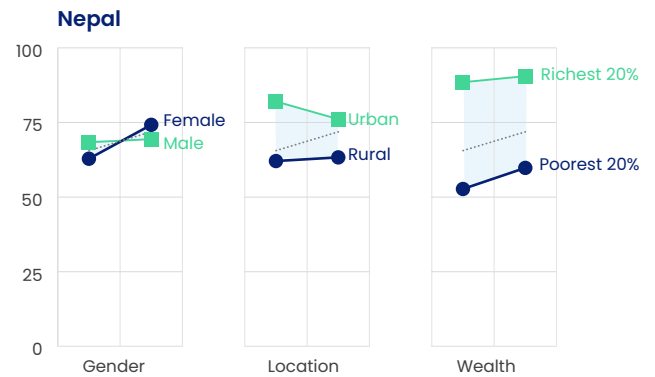 Nepal
100
75
50
25
0
Female
Male
Urban
Rural
Richest 20%
Poorest 20%
Gender
Location
Wealth